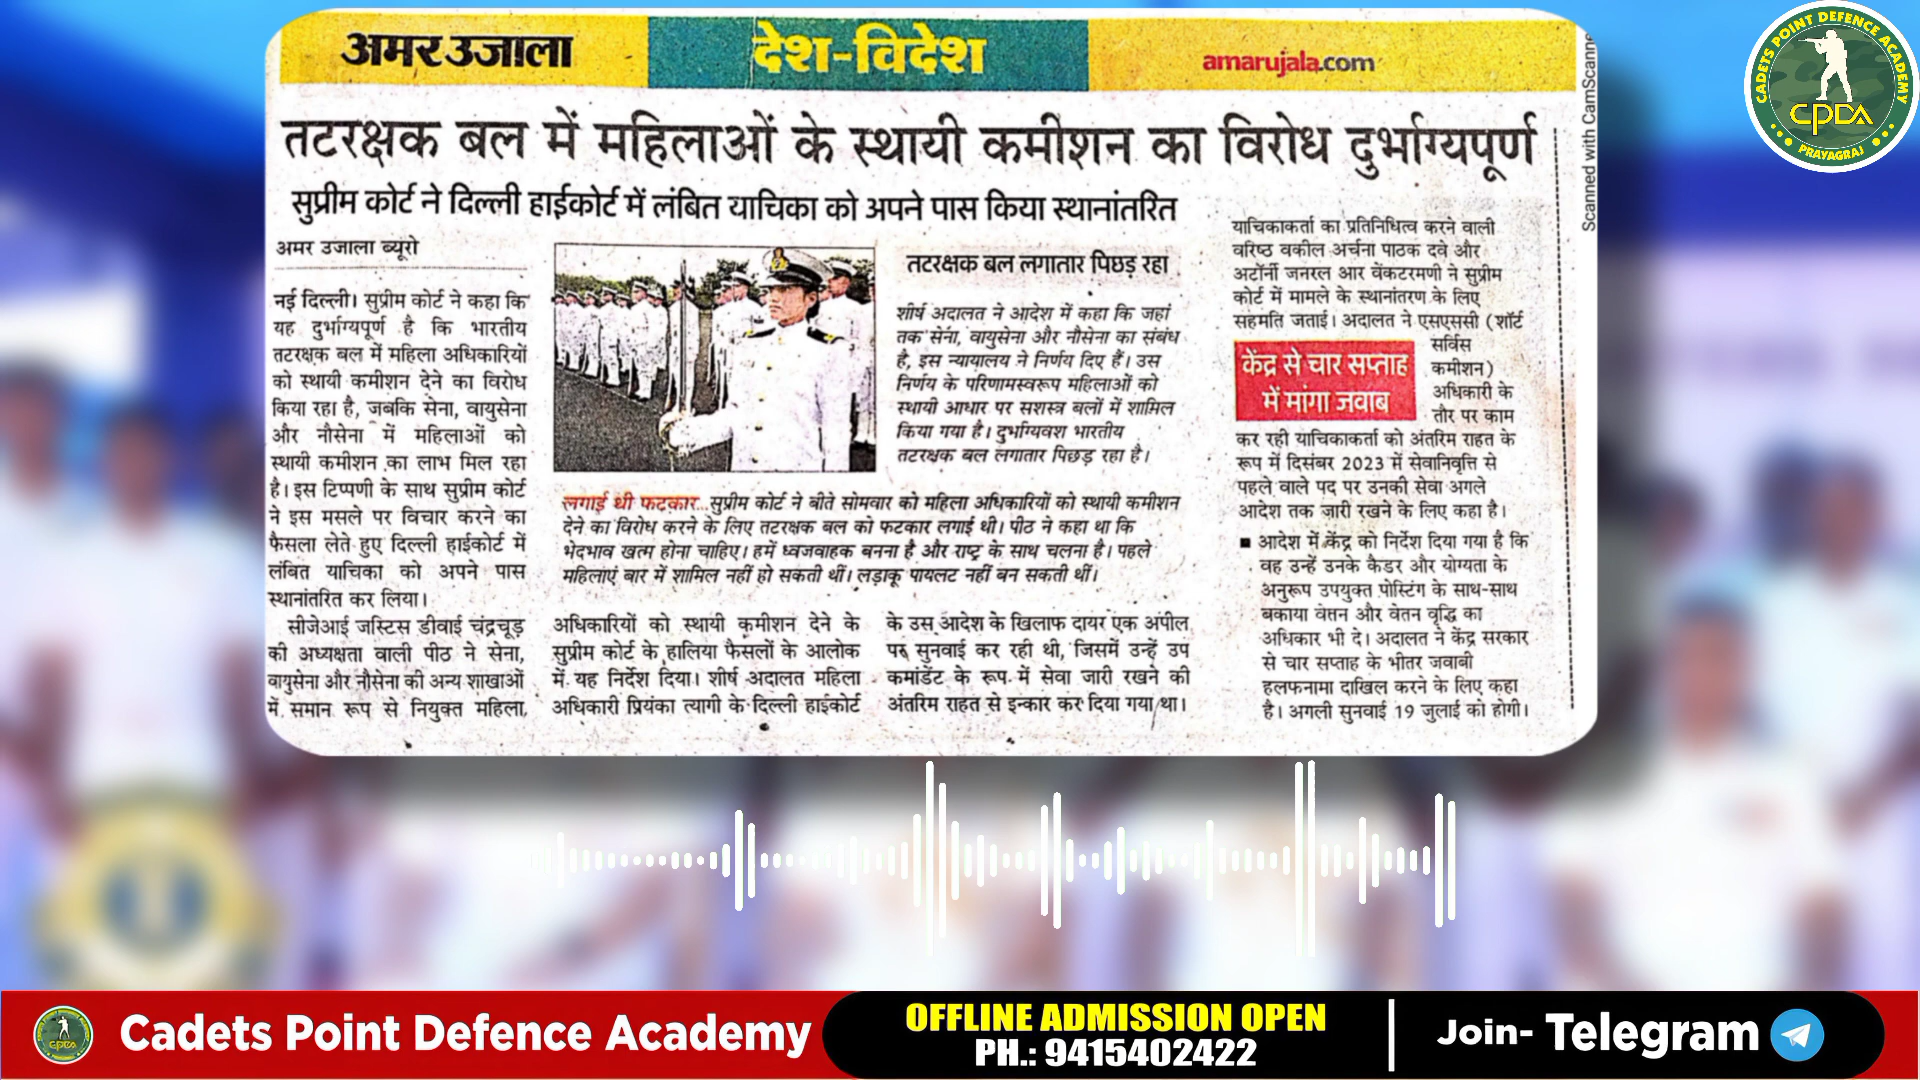 अमर उजाला
देश-विदेश
amarujala.com
तटरक्षक बल में महिलाओं के स्थायी कमीशन का विरोध दुर्भाग्यपूर्ण
सुप्रीम कोर्ट ने दिल्ली हाईकोर्ट में लंबित याचिका को अपने पास किया स्थानांतरित
अमर उजाला ब्यूरो
नई दिल्ली। सुप्रीम कोर्ट ने कहा कि
यह दुर्भाग्यपूर्ण है कि भारतीय
तटरक्षक बल में महिला अधिकारियों
को स्थायी कमीशन देने का विरोध
किया रहा है, जबकि सेना, वायुसेना
और नौसेना में महिलाओं को
स्थायी कमीशन का लाभ मिल रहा
है। इस टिप्पणी के साथ सुप्रीम कोर्ट
ने इस मसले पर विचार करने का
फैसला लेते हुए दिल्ली हाईकोर्ट में
लंबित याचिका को अपने पास
स्थानांतरित कर लिया।
सीजेआई जस्टिस डीवाई चंद्रचूड़
की अध्यक्षता वाली पीठ ने सेना,
वायुसेना और नौसेना की अन्य शाखाओं
में समान रूप से नियुक्त महिला,
तटरक्षक बल लगातार पिछड़ रहा
शीर्ष अदालत ने आदेश में कहा कि जहां
तक सेना, वायुसेना और नौसेना का संबंध
है, इस न्यायालय ने निर्णय दिए हैं। उस
निर्णय के परिणामस्वरूप महिलाओं को
स्थायी आधार पर सशस्त्र बलों में शामिल
किया गया है। दुर्भाग्यवश भारतीय
तटरक्षक बल लगातार पिछड़ रहा है।
लगाई थी फटकार...सुप्रीम कोर्ट ने बीते सोमवार को महिला अधिकारियों को स्थायी कमीशन
देने का विरोध करने के लिए तटरक्षक बल को फटकार लगाई थी। पीठ ने कहा था कि
भेदभाव खत्म होना चाहिए। हमें ध्वजवाहक बनना है और राष्ट्र के साथ चलना है। पहले
महिलाएं बार में शामिल नहीं हो सकती थीं। लड़ाकू पायलट नहीं बन सकती थीं।
अधिकारियों को स्थायी कमीशन देने के
सुप्रीम कोर्ट के हालिया फैसलों के आलोक
में यह निर्देश दिया। शीर्ष अदालत महिला
अधिकारी प्रियंका त्यागी के दिल्ली हाईकोर्ट
के उस आदेश के खिलाफ दायर एक अपील
पर सुनवाई कर रही थी, जिसमें उन्हें उप
कमांडेंट के रूप में सेवा जारी रखने की
अंतरिम राहत से इन्कार कर दिया गया था।
याचिकाकर्ता का प्रतिनिधित्व करने वाली
वरिष्ठ वकील अर्चना पाठक दवे और
अटॉर्नी जनरल आर वेंकटरमणी ने सुप्रीम
कोर्ट में मामले के स्थानांतरण के लिए
सहमति जताई। अदालत ने एसएससी (शॉर्ट
सर्विस
कमीशन)
अधिकारी के
तौर पर काम
केंद्र से चार सप्ताह
में मांगा जवाब
कर रही याचिकाकर्ता को अंतरिम राहत के
रूप में दिसंबर 2023 में सेवानिवृत्ति से
पहले वाले पद पर उनकी सेवा अगले
आदेश तक जारी रखने के लिए कहा है।
■ आदेश में केंद्र को निर्देश दिया गया है कि
वह उन्हें उनके कैडर और योग्यता के
अनुरूप उपयुक्त पोस्टिंग के साथ-साथ
बकाया वेतन और वेतन वृद्धि का
अधिकार भी दे। अदालत ने केंद्र सरकार
से चार सप्ताह के भीतर जवाबी
हलफनामा दाखिल करने के लिए कहा
है। अगली सुनवाई 19 जुलाई को होगी।
Scanned with CamScanne
CADETS POINT DEFENCE ACADEMY
CPDA
PRAYAGRAJ
CPDA
Cadets Point Defence Academy
OFFLINE ADMISSION OPEN
PH.: 9415402422
Join- Telegram